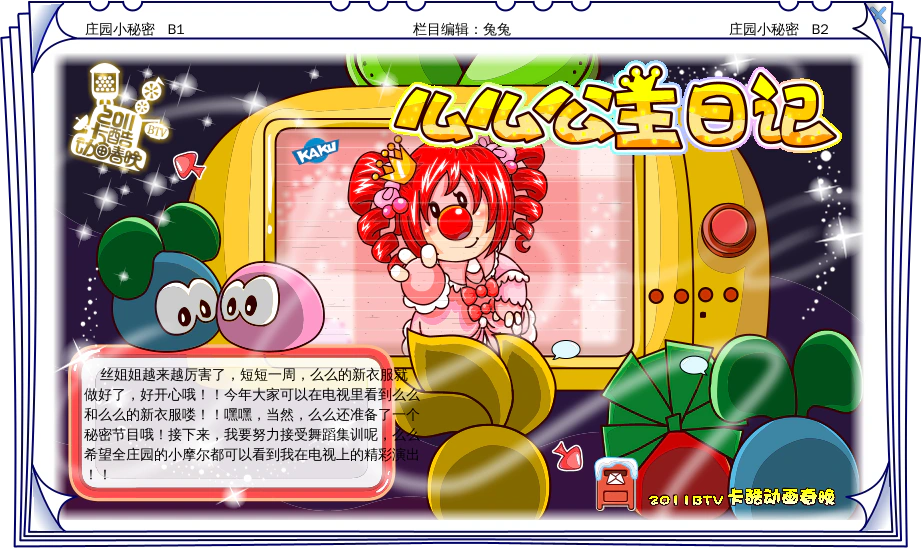 庄园小秘密 B1
栏目编辑：兔兔
庄园小秘密 B2
2011
卡酷
动画春晚
BTV
KAKU
么么公主日记
丝姐姐越来越厉害了，短短一周，么么的新衣服就
做好了，好开心哦！！今年大家可以在电视里看到么么
和么么的新衣服喽！！嘿嘿，当然，么么还准备了一个
秘密节目哦！接下来，我要努力接受舞蹈集训呢，么么
希望全庄园的小摩尔都可以看到我在电视上的精彩演出
！！
2011BTV卡酷动画春晚